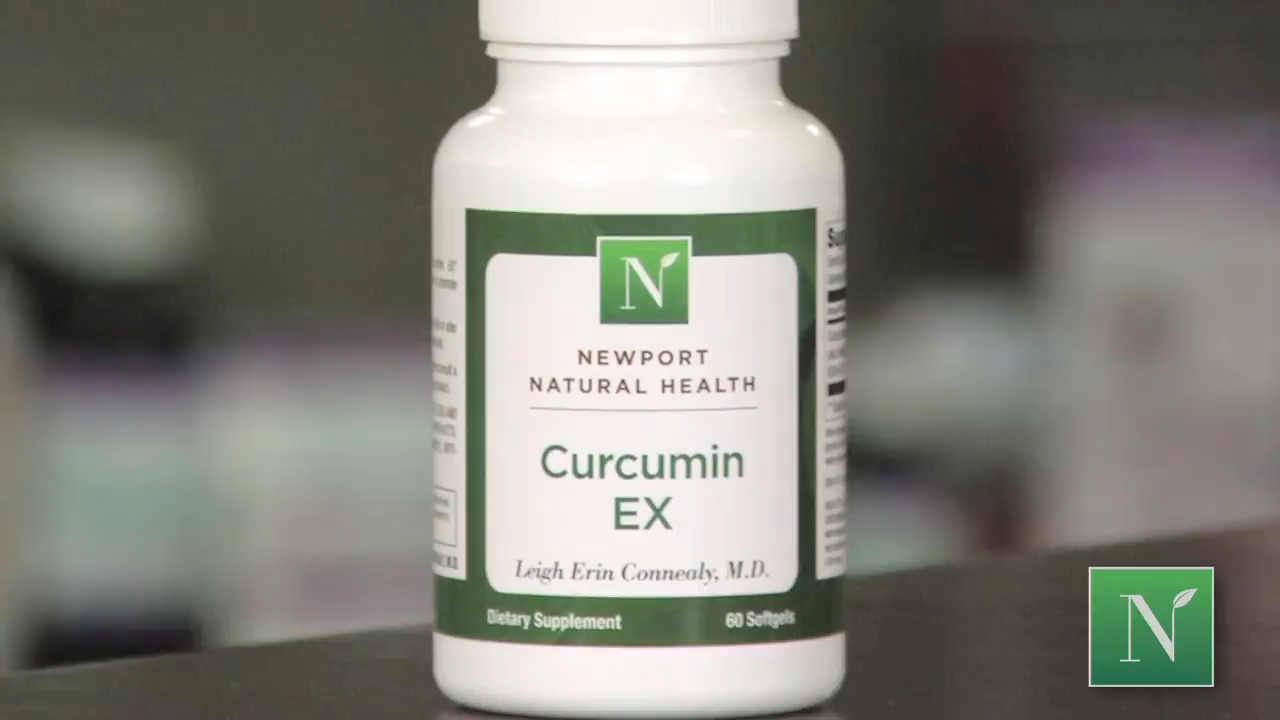 N
NEWPORT
NATURAL HEALTH
Curcumin
EX
Leigh Erin Connealy, M.D.
Dietary Supplement 60 Softgels
N